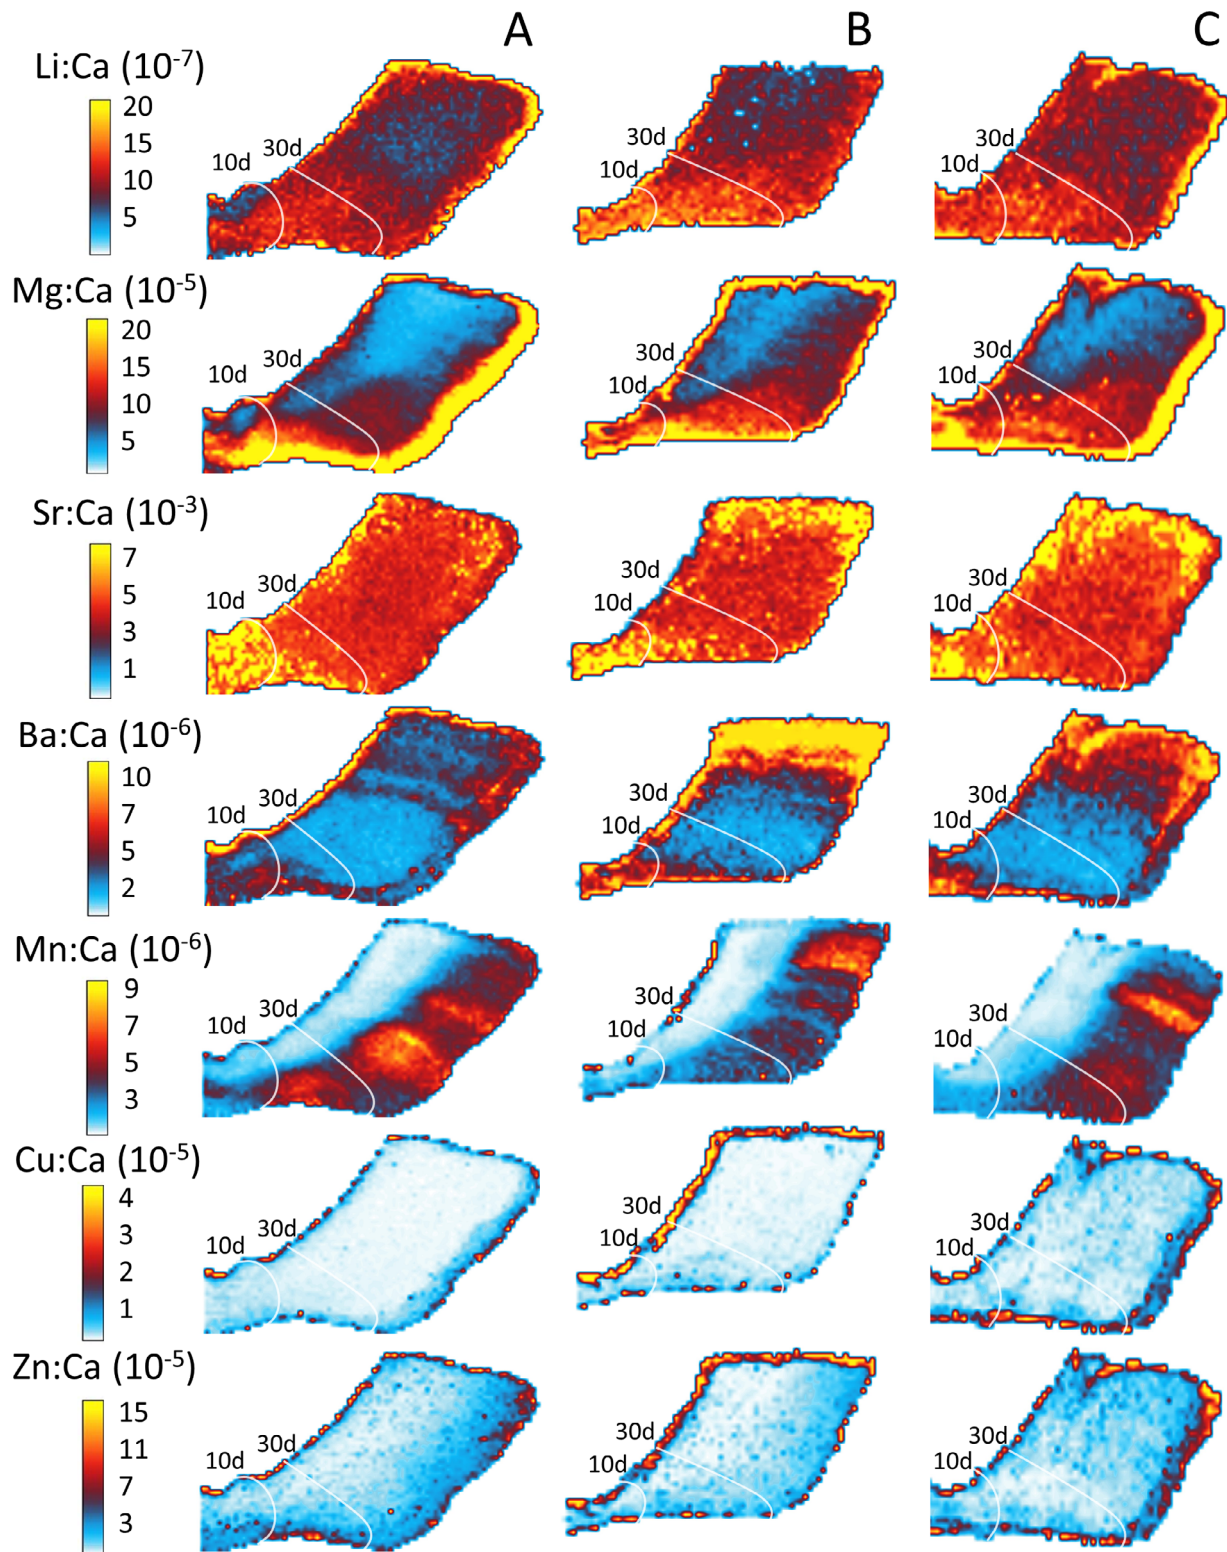 A B C
Li:Ca (10⁻⁷)
20
15
10
5
10d 30d
10d 30d
10d 30d
Mg:Ca (10⁻⁵)
20
15
10
5
10d 30d
10d 30d
10d 30d
Sr:Ca (10⁻³)
7
5
3
1
10d 30d
10d 30d
10d 30d
Ba:Ca (10⁻⁶)
10
7
5
2
10d 30d
10d 30d
10d 30d
Mn:Ca (10⁻⁶)
9
7
5
3
10d 30d
10d 30d
10d 30d
Cu:Ca (10⁻⁵)
4
3
2
1
10d 30d
10d 30d
10d 30d
Zn:Ca (10⁻⁵)
15
11
7
3
10d 30d
10d 30d
10d 30d